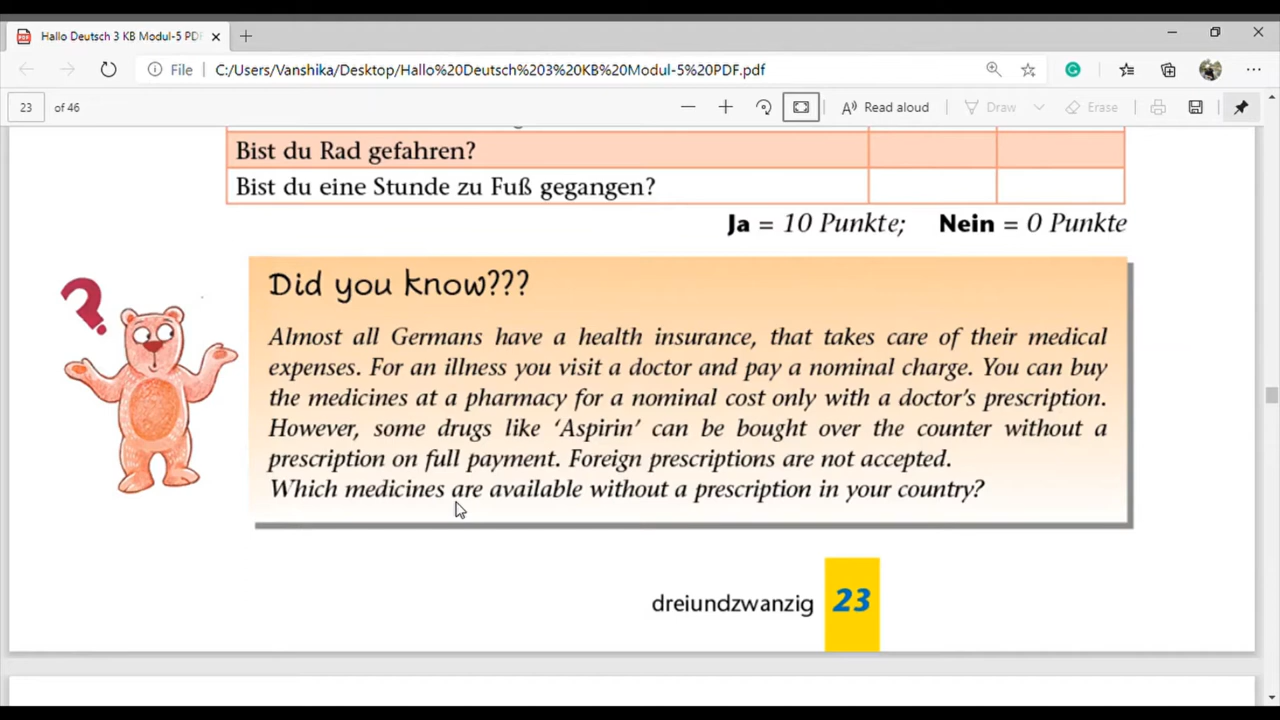 Hallo Deutsch 3 KB Modul-5 PDF
File C:/Users/Vanshika/Desktop/Hallo%20Deutsch%203%20KB%20Modul-5%20PDF.pdf
23 of 46 Read aloud Draw Erase
Bist du Rad gefahren?
Bist du eine Stunde zu Fuß gegangen?
Ja = 10 Punkte; Nein = 0 Punkte
?
Did you know???
Almost all Germans have a health insurance, that takes care of their medical
expenses. For an illness you visit a doctor and pay a nominal charge. You can buy
the medicines at a pharmacy for a nominal cost only with a doctor's prescription.
However, some drugs like ‘Aspirin’ can be bought over the counter without a
prescription on full payment. Foreign prescriptions are not accepted.
Which medicines are available without a prescription in your country?
dreiundzwanzig 23